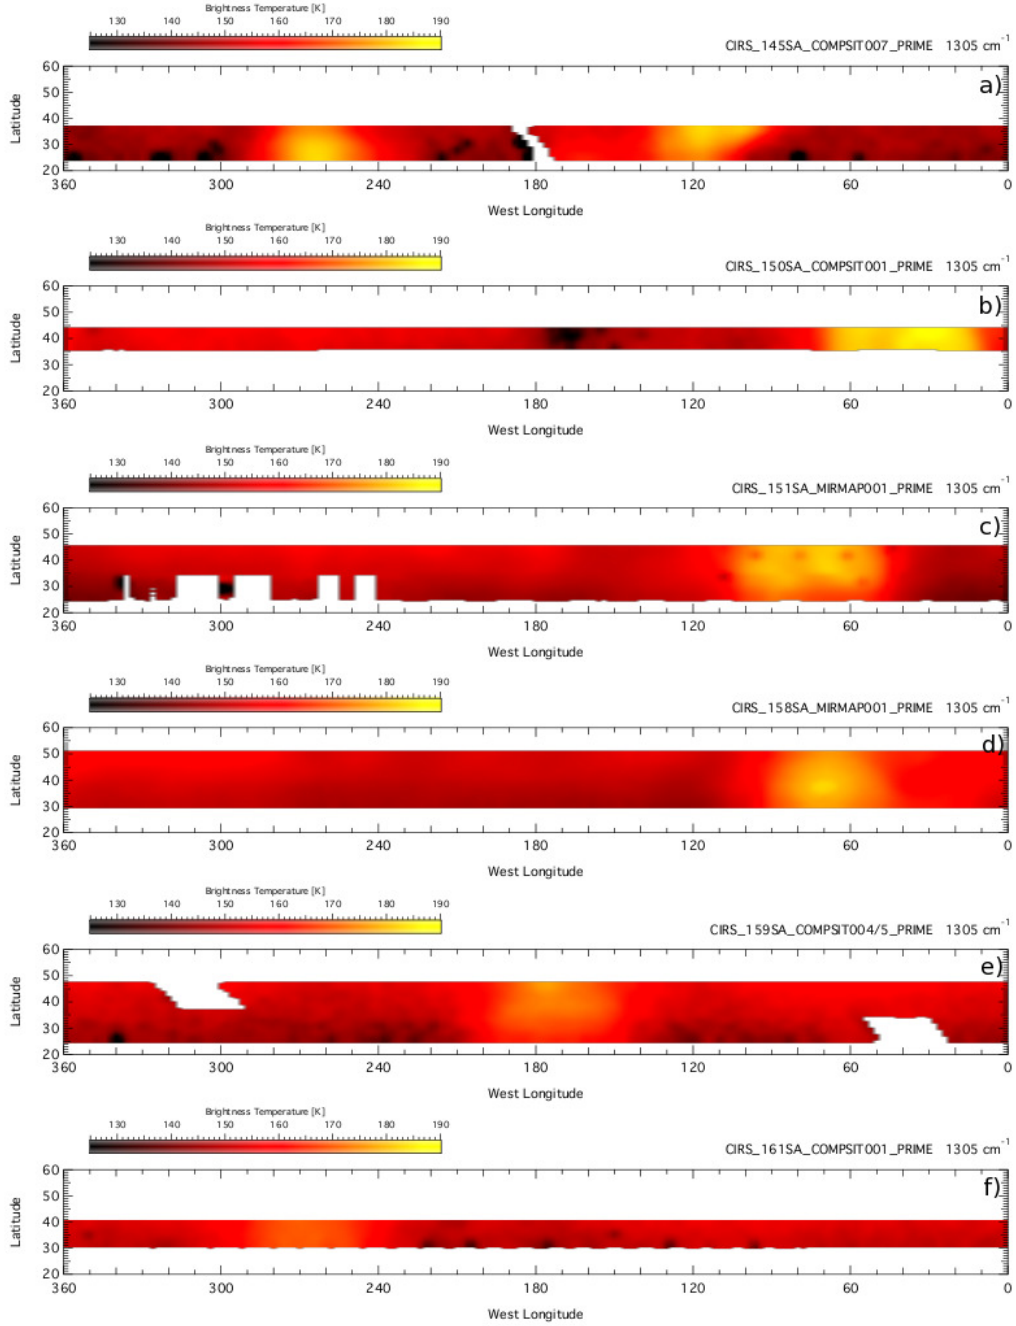 Brightness Temperature [K]
130 140 150 160 170 180 190
CIRS_145SA_COMPSIT007_PRIME 1305 cm-1
a)
60
50
40
30
20
Latitude
360 300 240 180 120 60 0
West Longitude
Brightness Temperature [K]
130 140 150 160 170 180 190
CIRS_150SA_COMPSIT001_PRIME 1305 cm-1
b)
60
50
40
30
20
Latitude
360 300 240 180 120 60 0
West Longitude
Brightness Temperature [K]
130 140 150 160 170 180 190
CIRS_151SA_MIRMAP001_PRIME 1305 cm-1
c)
60
50
40
30
20
Latitude
360 300 240 180 120 60 0
West Longitude
Brightness Temperature [K]
130 140 150 160 170 180 190
CIRS_158SA_MIRMAP001_PRIME 1305 cm-1
d)
60
50
40
30
20
Latitude
360 300 240 180 120 60 0
West Longitude
Brightness Temperature [K]
130 140 150 160 170 180 190
CIRS_159SA_COMPSIT004/5_PRIME 1305 cm-1
e)
60
50
40
30
20
Latitude
360 300 240 180 120 60 0
West Longitude
Brightness Temperature [K]
130 140 150 160 170 180 190
CIRS_161SA_COMPSIT001_PRIME 1305 cm-1
f)
60
50
40
30
20
Latitude
360 300 240 180 120 60 0
West Longitude